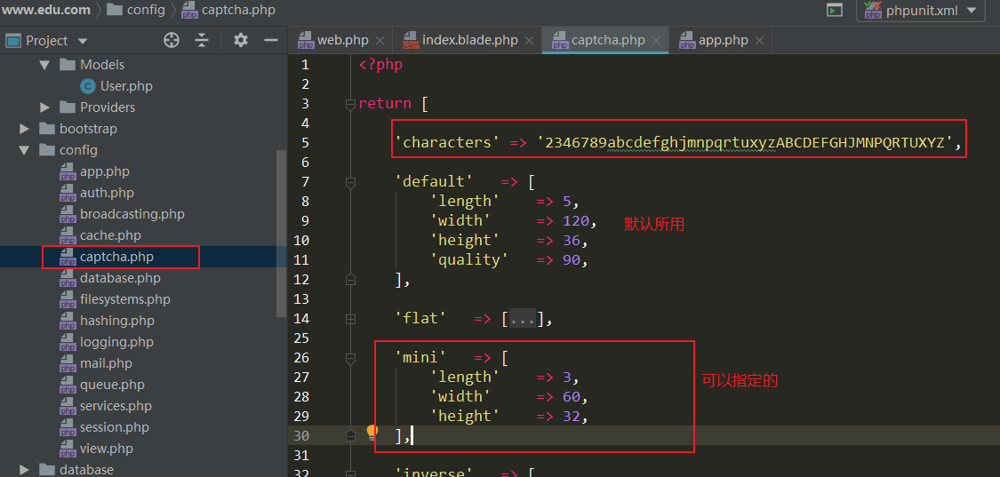 www.edu.com config captcha.php phpunit.xml
Project
web.php index.blade.php captcha.php app.php
Models
User.php
Providers
bootstrap
config
app.php
auth.php
broadcasting.php
cache.php
captcha.php
database.php
filesystems.php
hashing.php
logging.php
mail.php
queue.php
services.php
session.php
view.php
database
1 <?php
2
3 return [
4
5 'characters' => '2346789abcdefghjmnpqrtuxyzABCDEFGHJMNPQRTUXYZ',
6
7 'default' => [
8 'length' => 5,
9 'width' => 120, 默认所用
10 'height' => 36,
11 'quality' => 90,
12 ],
13
14 'flat' => [...],
25
26 'mini' => [
27 'length' => 3, 可以指定的
28 'width' => 60,
29 'height' => 32,
30 ],
31
32 'inverse' => [